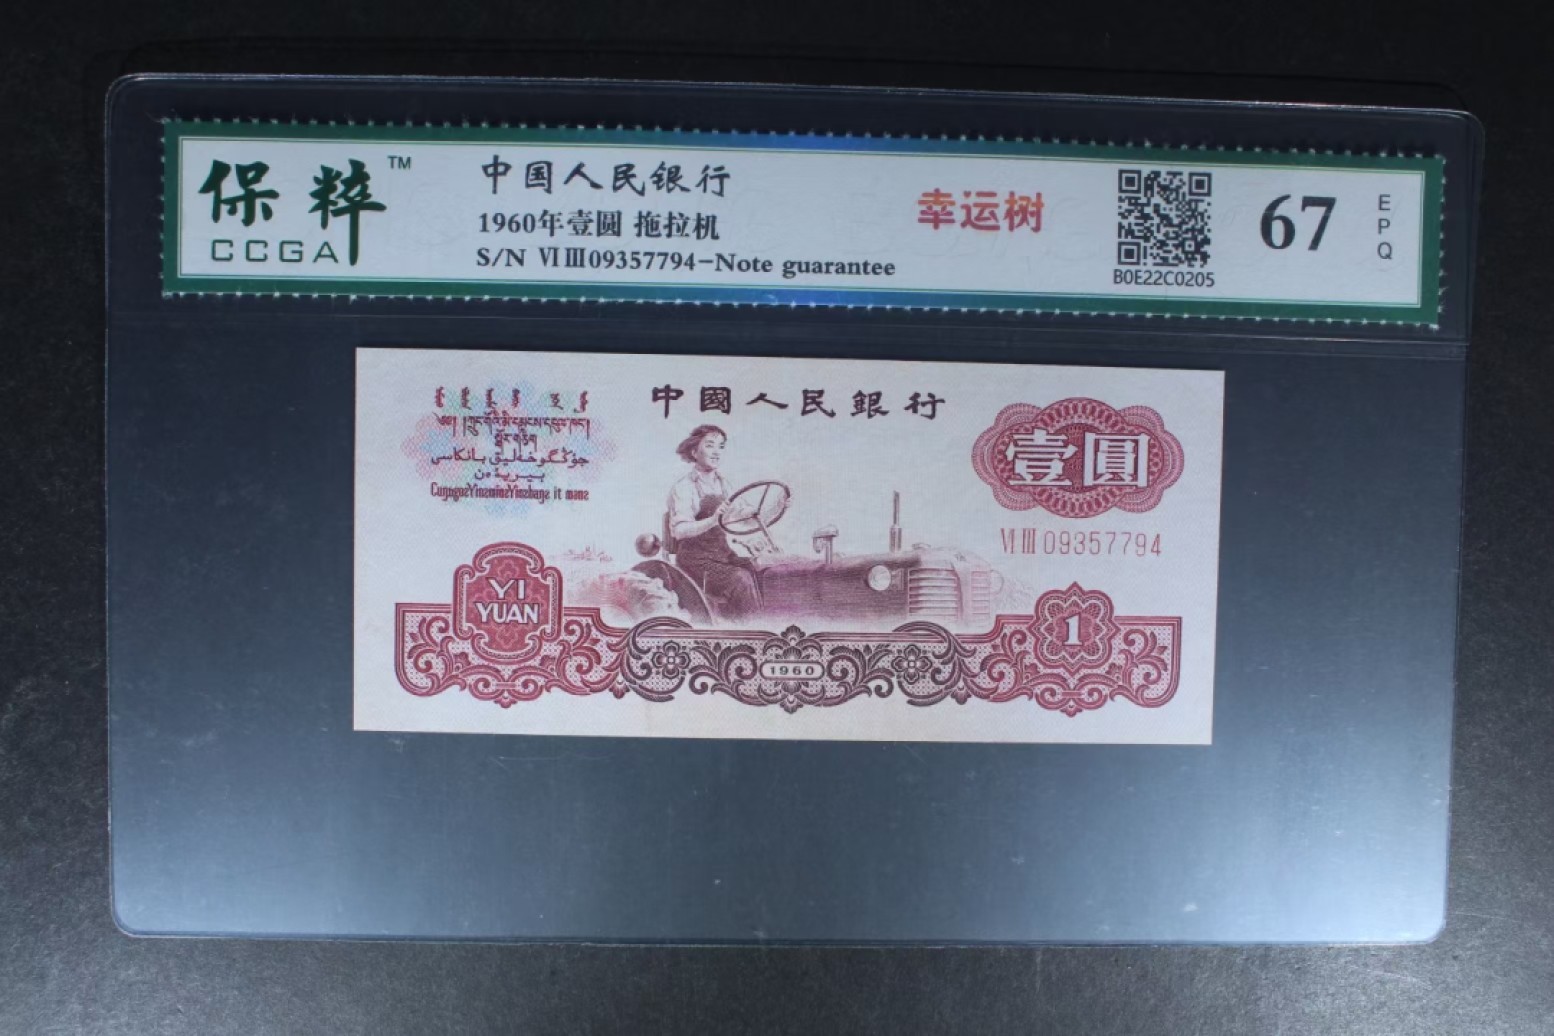 保粹™
CCGA
中国人民银行
1960年壹圆 拖拉机
S/N ⅥⅢ09357794-Note guarantee
幸运树
B0E22C0205
67
EPQ
中國人民銀行
壹圓
ⅥⅢ09357794
YI
YUAN
1
1960